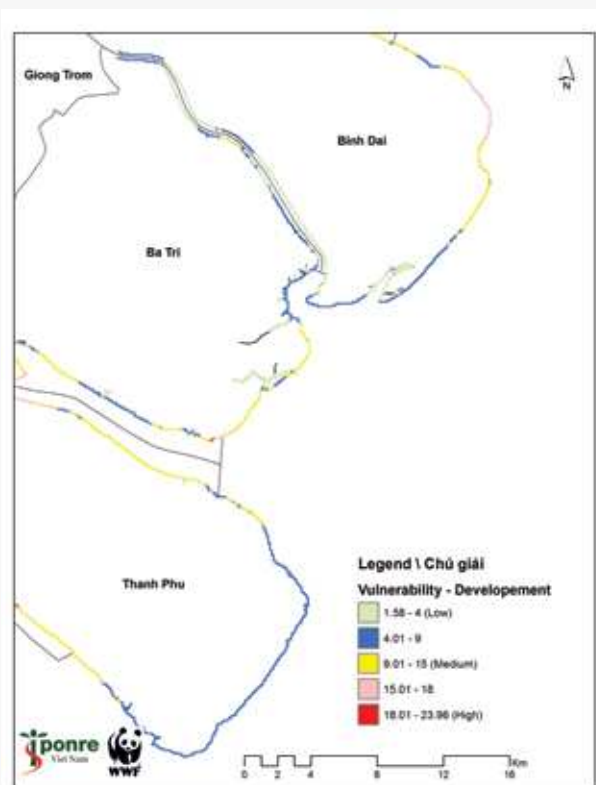 Giong Trom
Binh Dai
N
Ba Tri
Thanh Phu
Legend \ Chú giải
Vulnerability - Developement
1.58 - 4 (Low)
4.01 - 9
9.01 - 15 (Medium)
15.01 - 18
18.01 - 23.96 (High)
ponre
Viet Nam
WWF
Km
0 2 4 8 12 16